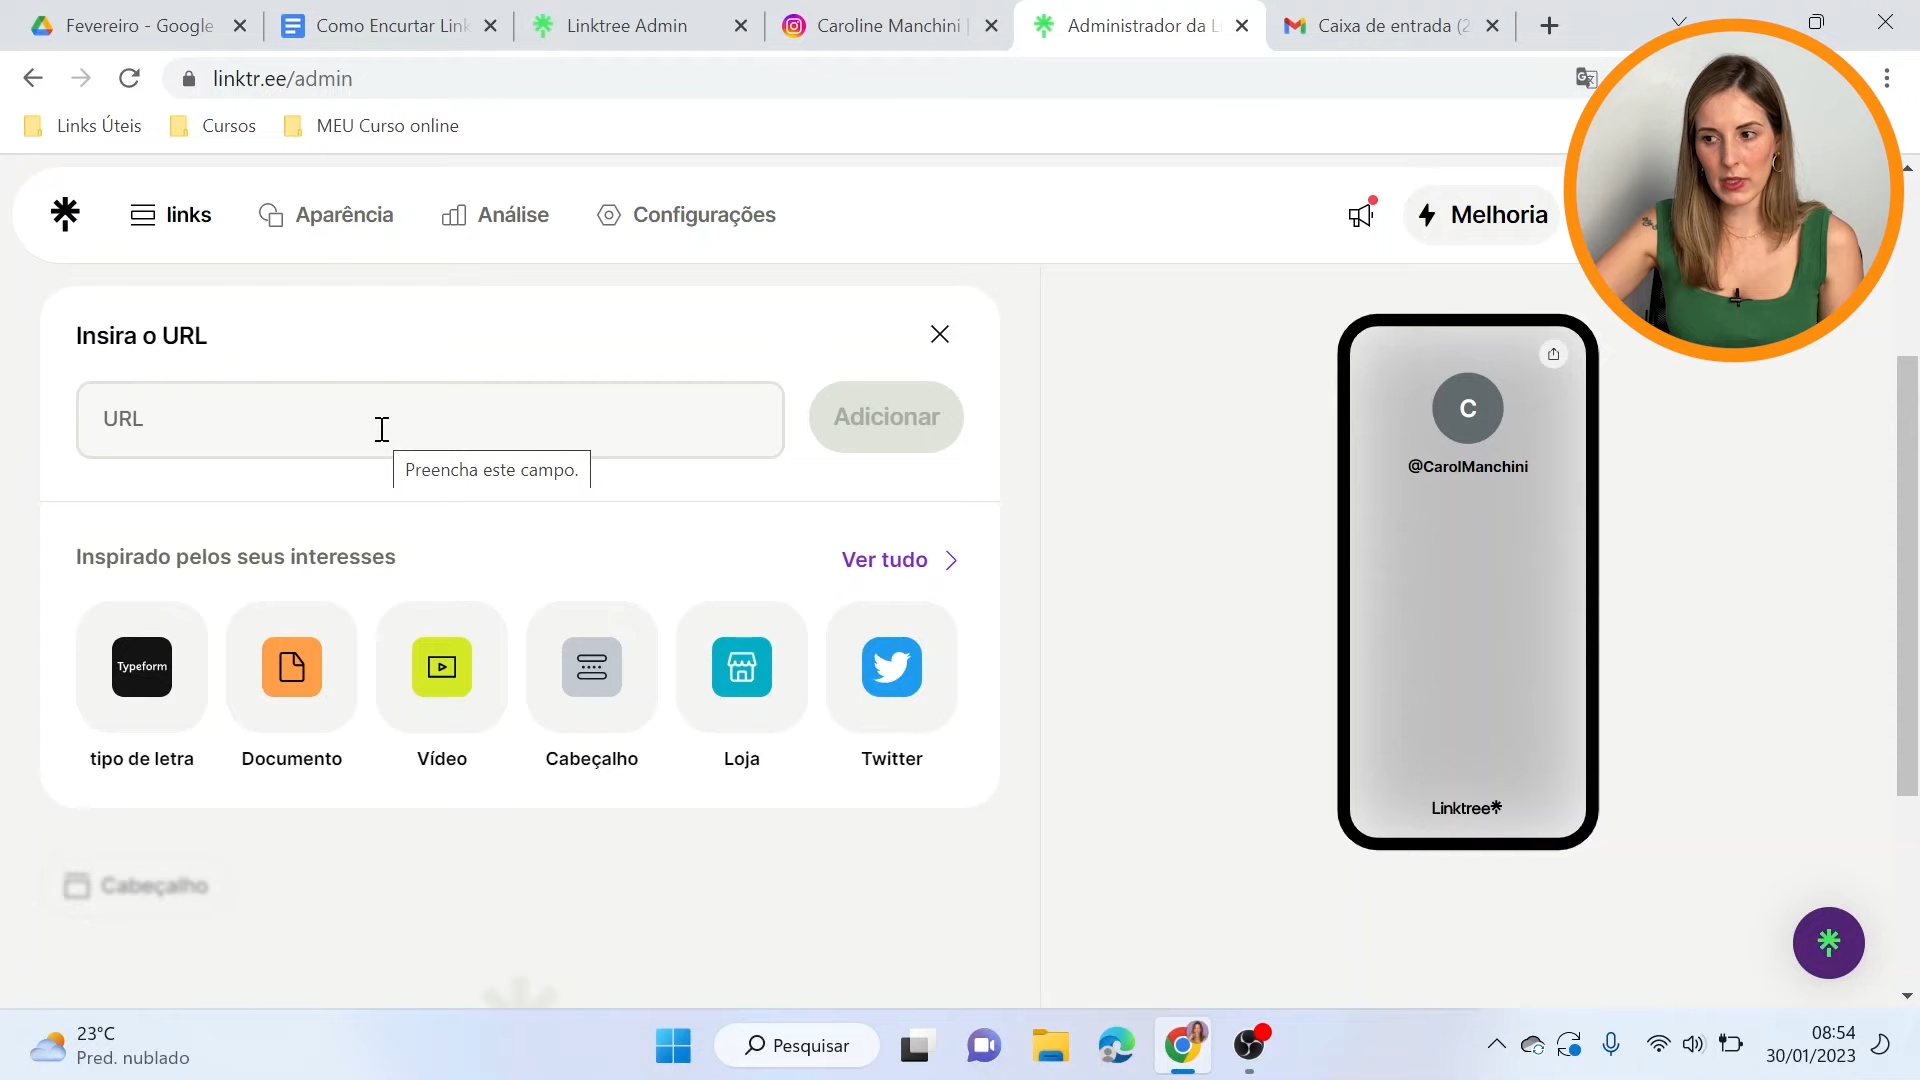 Fevereiro - Google
Como Encurtar Link
Linktree Admin
Caroline Manchini |
Administrador da Li
Caixa de entrada (2
linktr.ee/admin
Links Úteis
Cursos
MEU Curso online
links
Aparência
Análise
Configurações
Melhoria
Insira o URL
URL
Adicionar
Preencha este campo.
C
@CarolManchini
Inspirado pelos seus interesses
Ver tudo
Typeform
tipo de letra
Documento
Vídeo
Cabeçalho
Loja
Twitter
Linktree
Cabeçalho
23°C
Pred. nublado
Pesquisar
08:54
30/01/2023